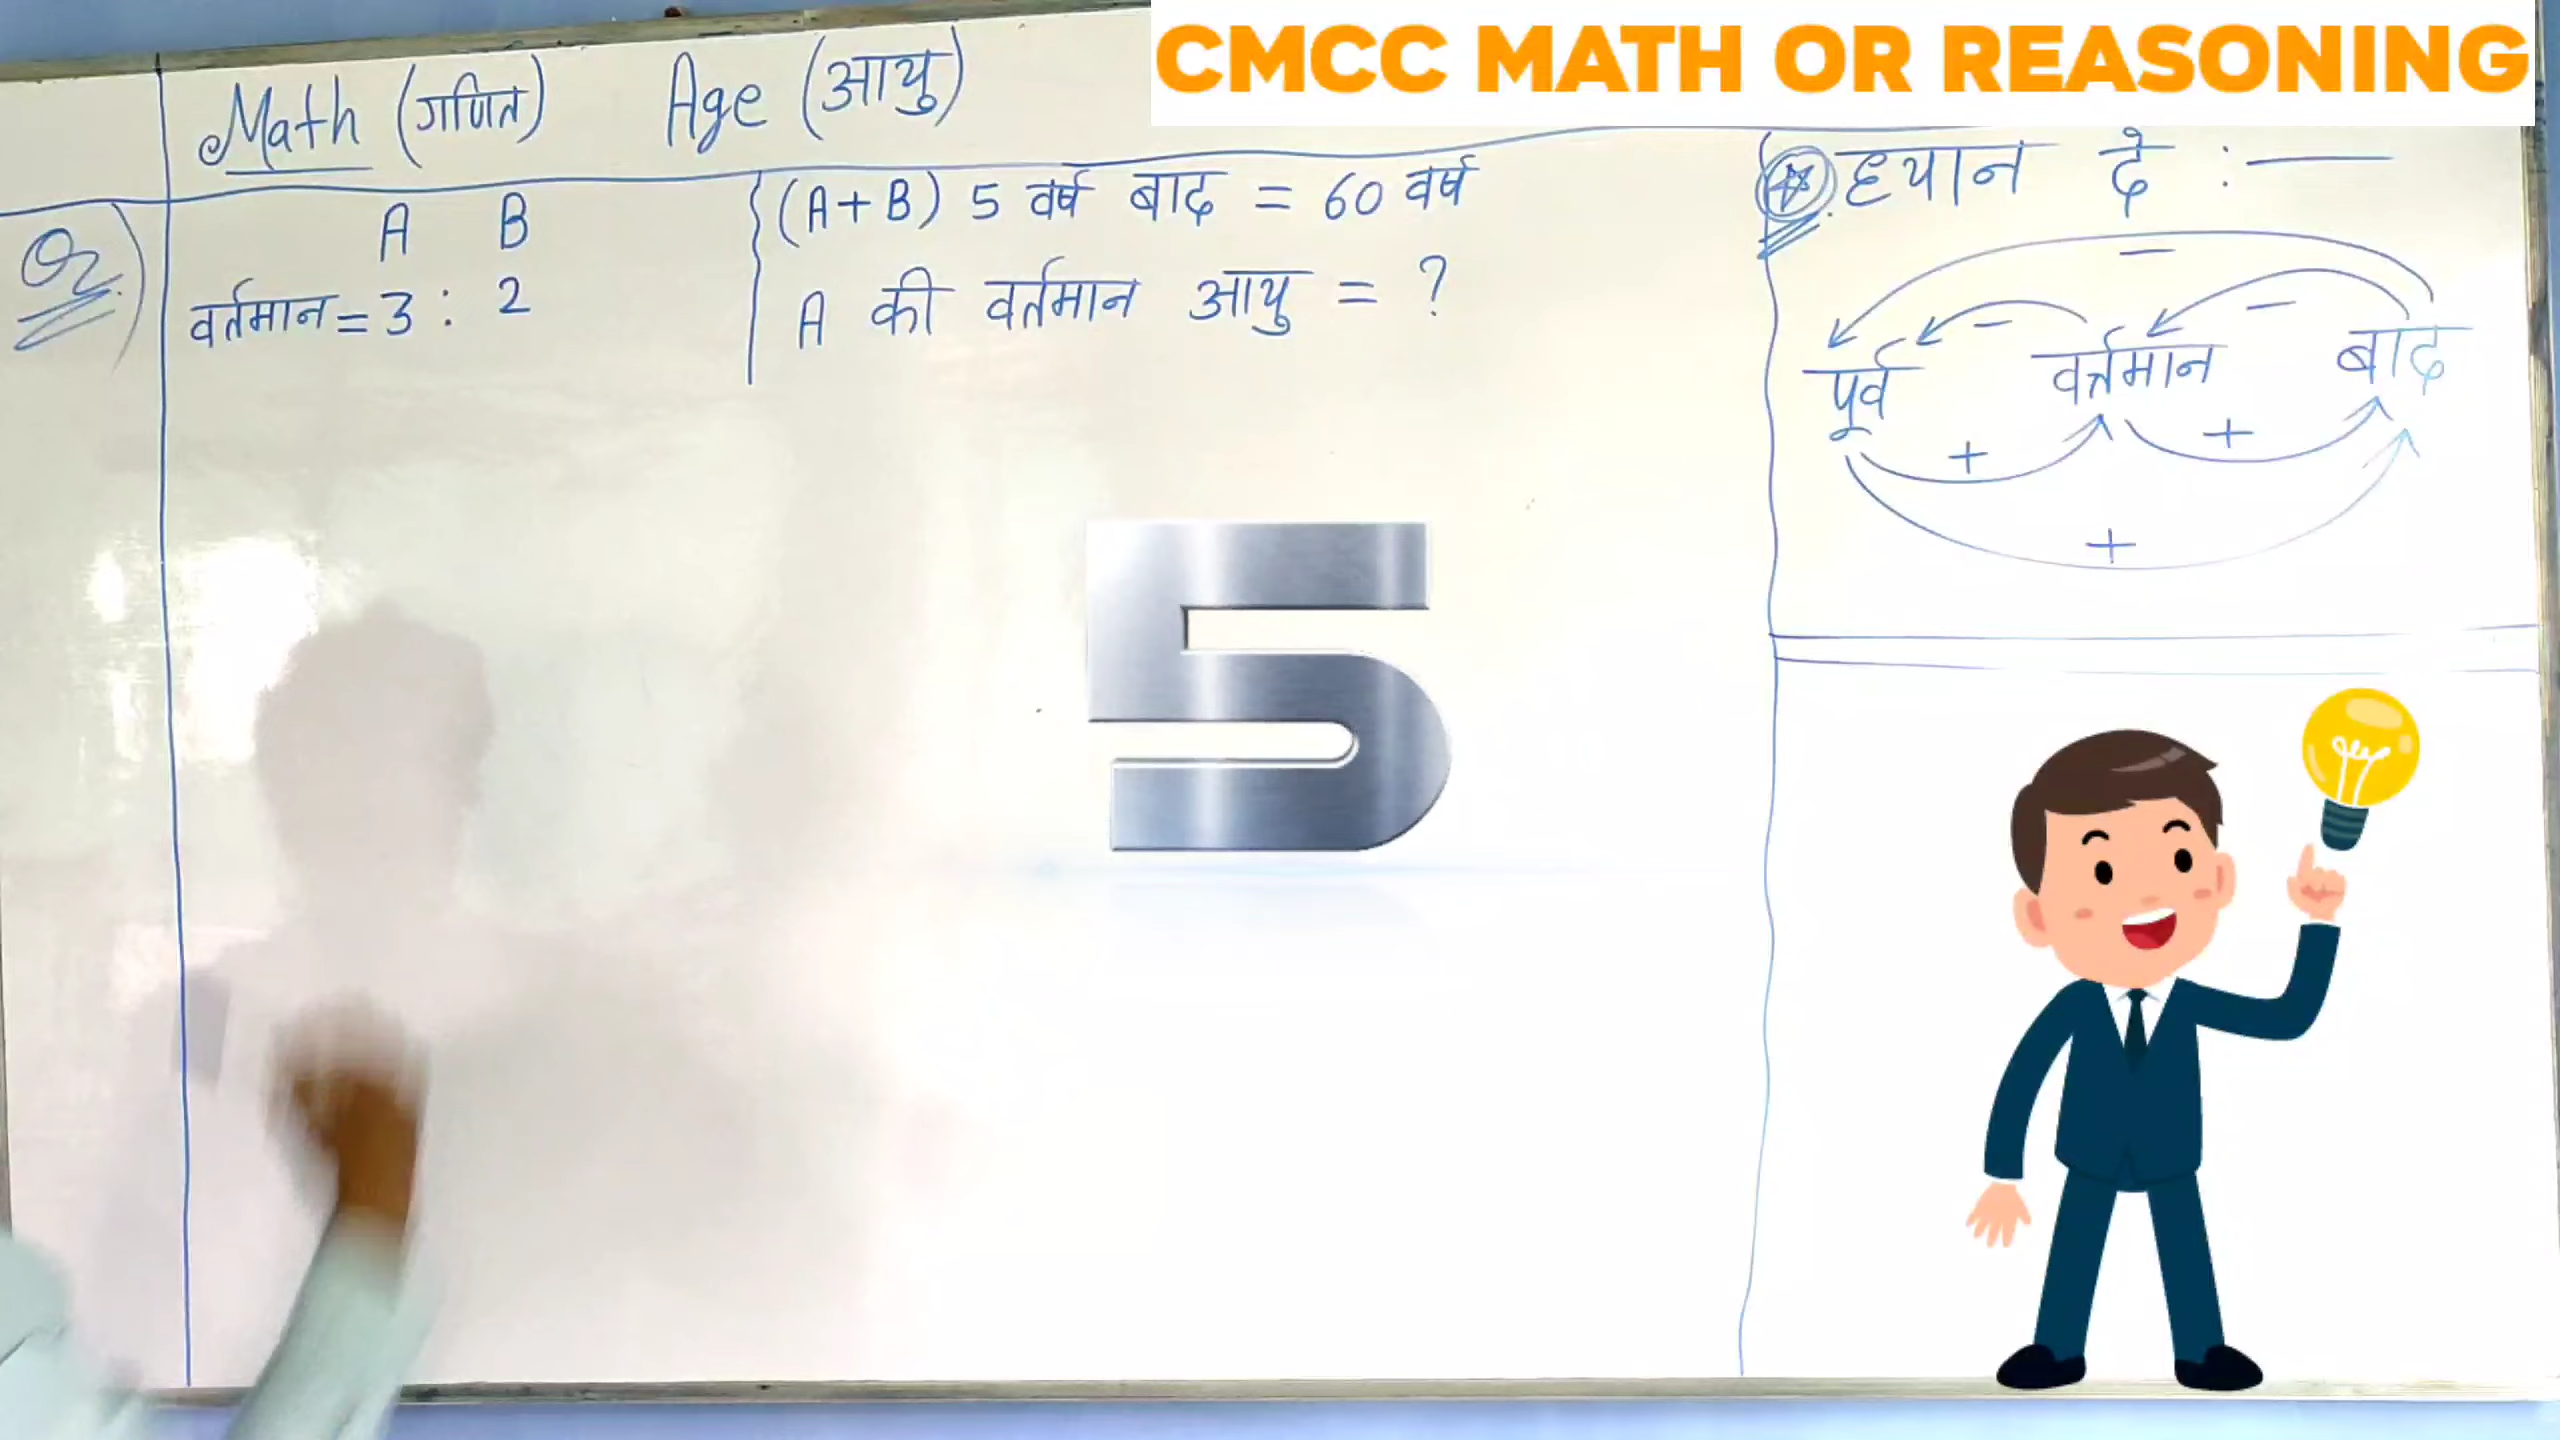 CMCC MATH OR REASONING
Math (गणित) Age (आयु)
A B
वर्तमान = 3 : 2
(A+B) 5 वर्ष बाद = 60 वर्ष
A की वर्तमान आयु = ?
ध्यान दे :—
−
− −
पूर्व वर्तमान बाद
+ +
+
5